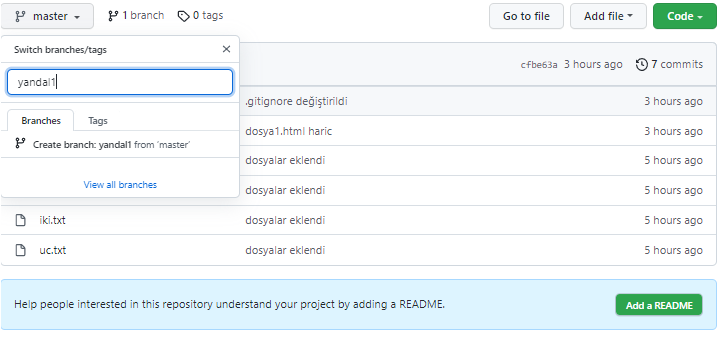 master 1 branch 0 tags Go to file Add file Code
Switch branches/tags
cfbe63a 3 hours ago 7 commits
yandal1
.gitignore değiştirildi 3 hours ago
Branches Tags
dosya1.html haric 3 hours ago
Create branch: yandal1 from 'master'
dosyalar eklendi 5 hours ago
View all branches
dosyalar eklendi 5 hours ago
iki.txt dosyalar eklendi 5 hours ago
uc.txt dosyalar eklendi 5 hours ago
Help people interested in this repository understand your project by adding a README. Add a README